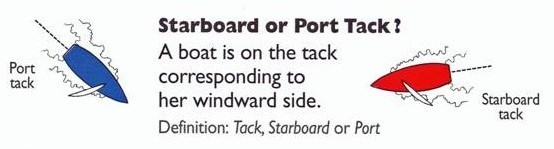 Starboard or Port Tack?
A boat is on the tack
corresponding to
her windward side.
Definition: Tack, Starboard or Port
Port
tack
Starboard
tack